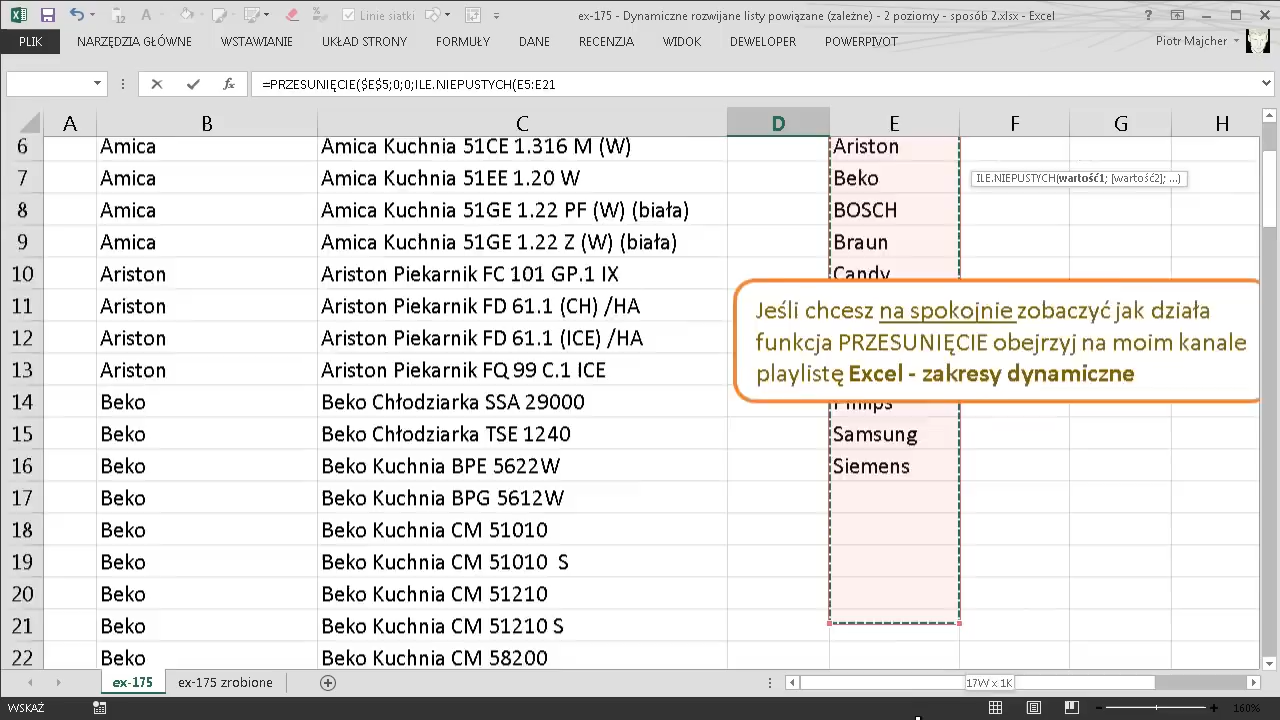 ex-175 - Dynamiczne rozwijane listy powiązane (zależne) - 2 poziomy - sposób 2.xlsx - Excel
Linie siatki
PLIK NARZĘDZIA GŁÓWNE WSTAWIANIE UKŁAD STRONY FORMUŁY DANE RECENZJA WIDOK DEWELOPER POWERPIVOT Piotr Majcher
=PRZESUNIĘCIE($E$5;0;0;ILE.NIEPUSTYCH(E5:E21
A B C D E F G H
6 Amica Amica Kuchnia 51CE 1.316 M (W) Ariston
7 Amica Amica Kuchnia 51EE 1.20 W Beko
ILE.NIEPUSTYCH(wartość1; [wartość2]; ...)
8 Amica Amica Kuchnia 51GE 1.22 PF (W) (biała) BOSCH
9 Amica Amica Kuchnia 51GE 1.22 Z (W) (biała) Braun
10 Ariston Ariston Piekarnik FC 101 GP.1 IX Candy
11 Ariston Ariston Piekarnik FD 61.1 (CH) /HA
12 Ariston Ariston Piekarnik FD 61.1 (ICE) /HA
13 Ariston Ariston Piekarnik FQ 99 C.1 ICE
Jeśli chcesz na spokojnie zobaczyć jak działa
funkcja PRZESUNIĘCIE obejrzyj na moim kanale
playlistę Excel - zakresy dynamiczne
14 Beko Beko Chłodziarka SSA 29000 Philips
15 Beko Beko Chłodziarka TSE 1240 Samsung
16 Beko Beko Kuchnia BPE 5622W Siemens
17 Beko Beko Kuchnia BPG 5612W
18 Beko Beko Kuchnia CM 51010
19 Beko Beko Kuchnia CM 51010 S
20 Beko Beko Kuchnia CM 51210
21 Beko Beko Kuchnia CM 51210 S
22 Beko Beko Kuchnia CM 58200
ex-175 ex-175 zrobione
17W x 1K
WSKAŻ 160%